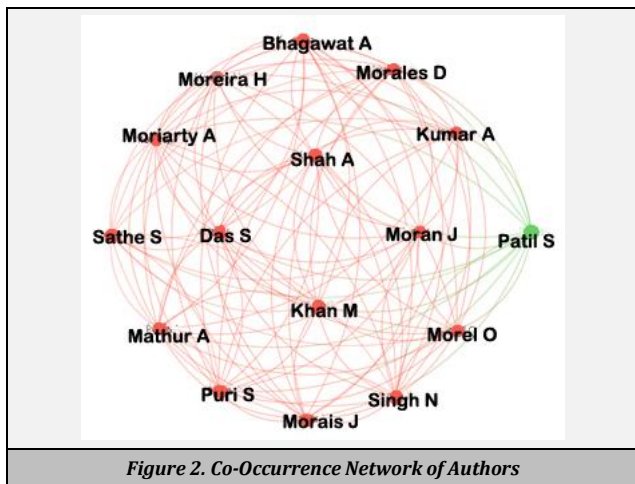 Bhagawat A
Morales D
Moreira H
Moriarty A
Kumar A
Shah A
Sathe S
Das S
Moran J
Patil S
Khan M
Mathur A
Morel O
Puri S
Singh N
Morais J
Figure 2. Co-Occurrence Network of Authors